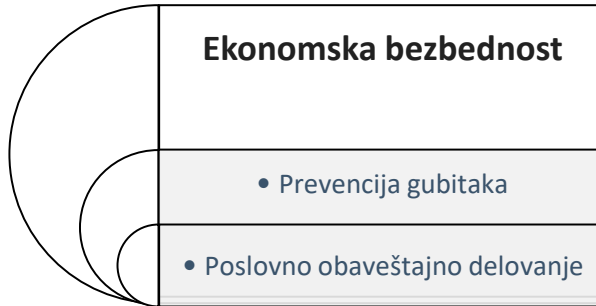 Ekonomska bezbednost
• Prevencija gubitaka
• Poslovno obaveštajno delovanje